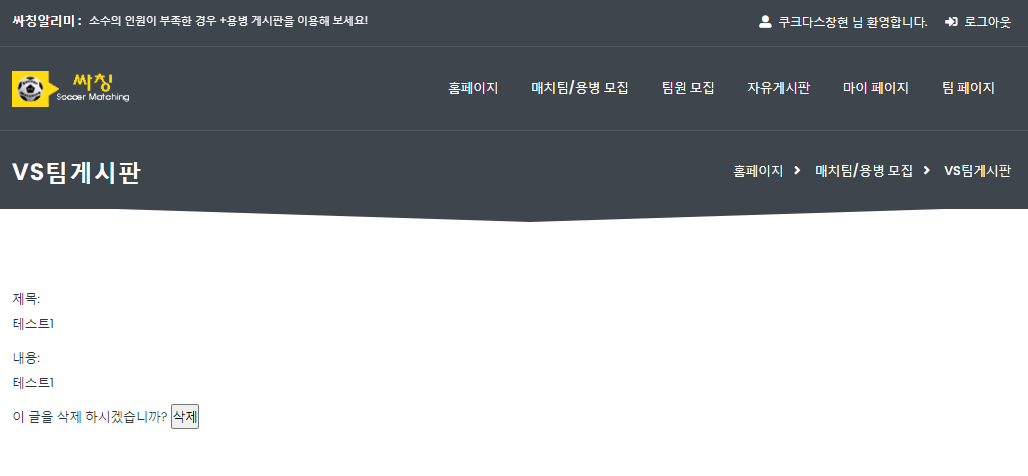 싸칭알리미 : 소수의 인원이 부족한 경우 +용병 게시판을 이용해 보세요! 쿠크다스창현 님 환영합니다. 로그아웃
싸칭
Soccer Matching
홈페이지 매치팀/용병 모집 팀원 모집 자유게시판 마이 페이지 팀 페이지
VS팀게시판 홈페이지 매치팀/용병 모집 VS팀게시판
제목:
테스트1
내용:
테스트1
이 글을 삭제 하시겠습니까? 삭제